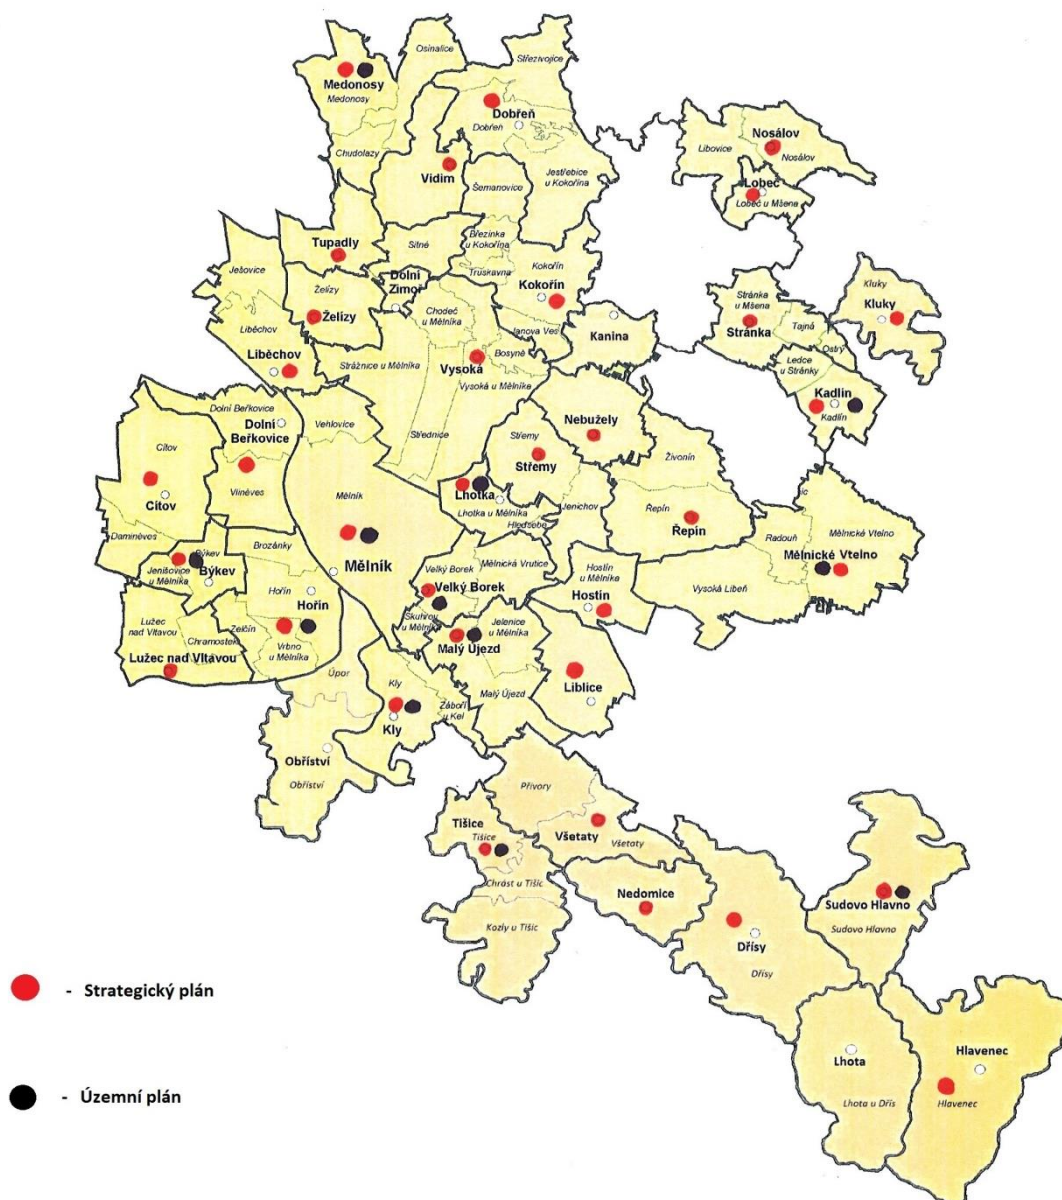 Osinalice
Střezivojice
Medonosy
Medonosy
Dobřeň
Dobřeň
Nosálov
Libovice
Nosálov
Chudolazy
Vidim
Šemanovice
Jestřebice
u Kokořína
Lobeč
Lobeč u Mšena
Tupadly
Sitné
Březinka
u Kokořína
Truskavna
Kokořín
Kokořín
Ješovice
Želízy
Dolní
Zimoř
Kluky
Kluky
Stránka
u Mšena
Stránka
Tajná
Ostrý
Želízy
Chodeč
u Mělníka
Janova Ves
Kanina
Liběchov
Liběchov
Strážnice u Mělníka
Vysoká
Bosyně
Vysoká u Mělníka
Ledce
u Stránky
Kadlín
Kadlín
Dolní Beřkovice
Dolní
Beřkovice
Vehlovice
Nebužely
Střednice
Střemy
Střemy
Živonín
Cítov
Cítov
Vliněves
Mělník
Mělník
Lhotka
Lhotka u Mělníka
Hledsebe
Jenichov
Řepín
Řepín
Mělnické Vtelno
Radouň
Mělnické Vtelno
Daminěves
Brozánky
Býkev
Jenišovice
u Mělníka
Býkev
Velký Borek
Mělnická Vrutice
Velký Borek
Hostín
u Mělníka
Hostín
Vysoká Libeň
Hořín
Hořín
Skuhrov
u Mělníka
Lužec
nad Vltavou
Chramostek
Zelčín
Vrbno
u Mělníka
Jelenice
u Mělníka
Malý Újezd
Lužec nad Vltavou
Úpor
Kly
Kly
Záboří
u Kel
Malý Újezd
Liblice
Obříství
Obříství
Přívory
Tišice
Tišice
Všetaty
Všetaty
Chrást u Tišic
Nedomice
Sudovo Hlavno
Sudovo Hlavno
Kozly u Tišic
Dřísy
Dřísy
- Strategický plán
Lhota
Hlavenec
- Územní plán
Lhota u Dřís
Hlavenec